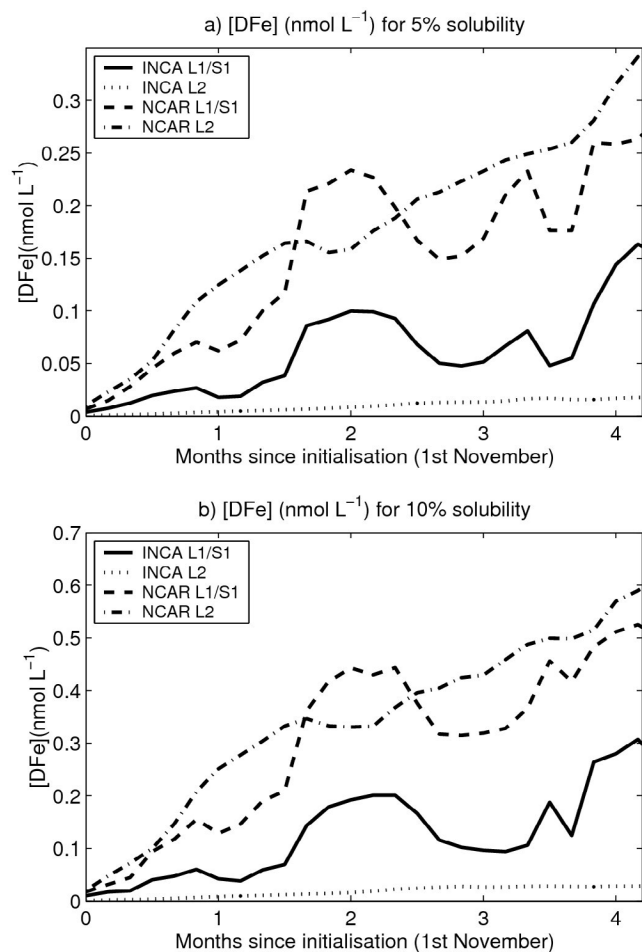 a) [DFe] (nmol L⁻¹) for 5% solubility
INCA L1/S1
INCA L2
NCAR L1/S1
NCAR L2
[DFe](nmol L⁻¹)
0.3
0.25
0.2
0.15
0.1
0.05
0
0 1 2 3 4
Months since initialisation (1st November)
b) [DFe] (nmol L⁻¹) for 10% solubility
0.7
INCA L1/S1
INCA L2
NCAR L1/S1
NCAR L2
[DFe](nmol L⁻¹)
0.6
0.5
0.4
0.3
0.2
0.1
0
0 1 2 3 4
Months since initialisation (1st November)